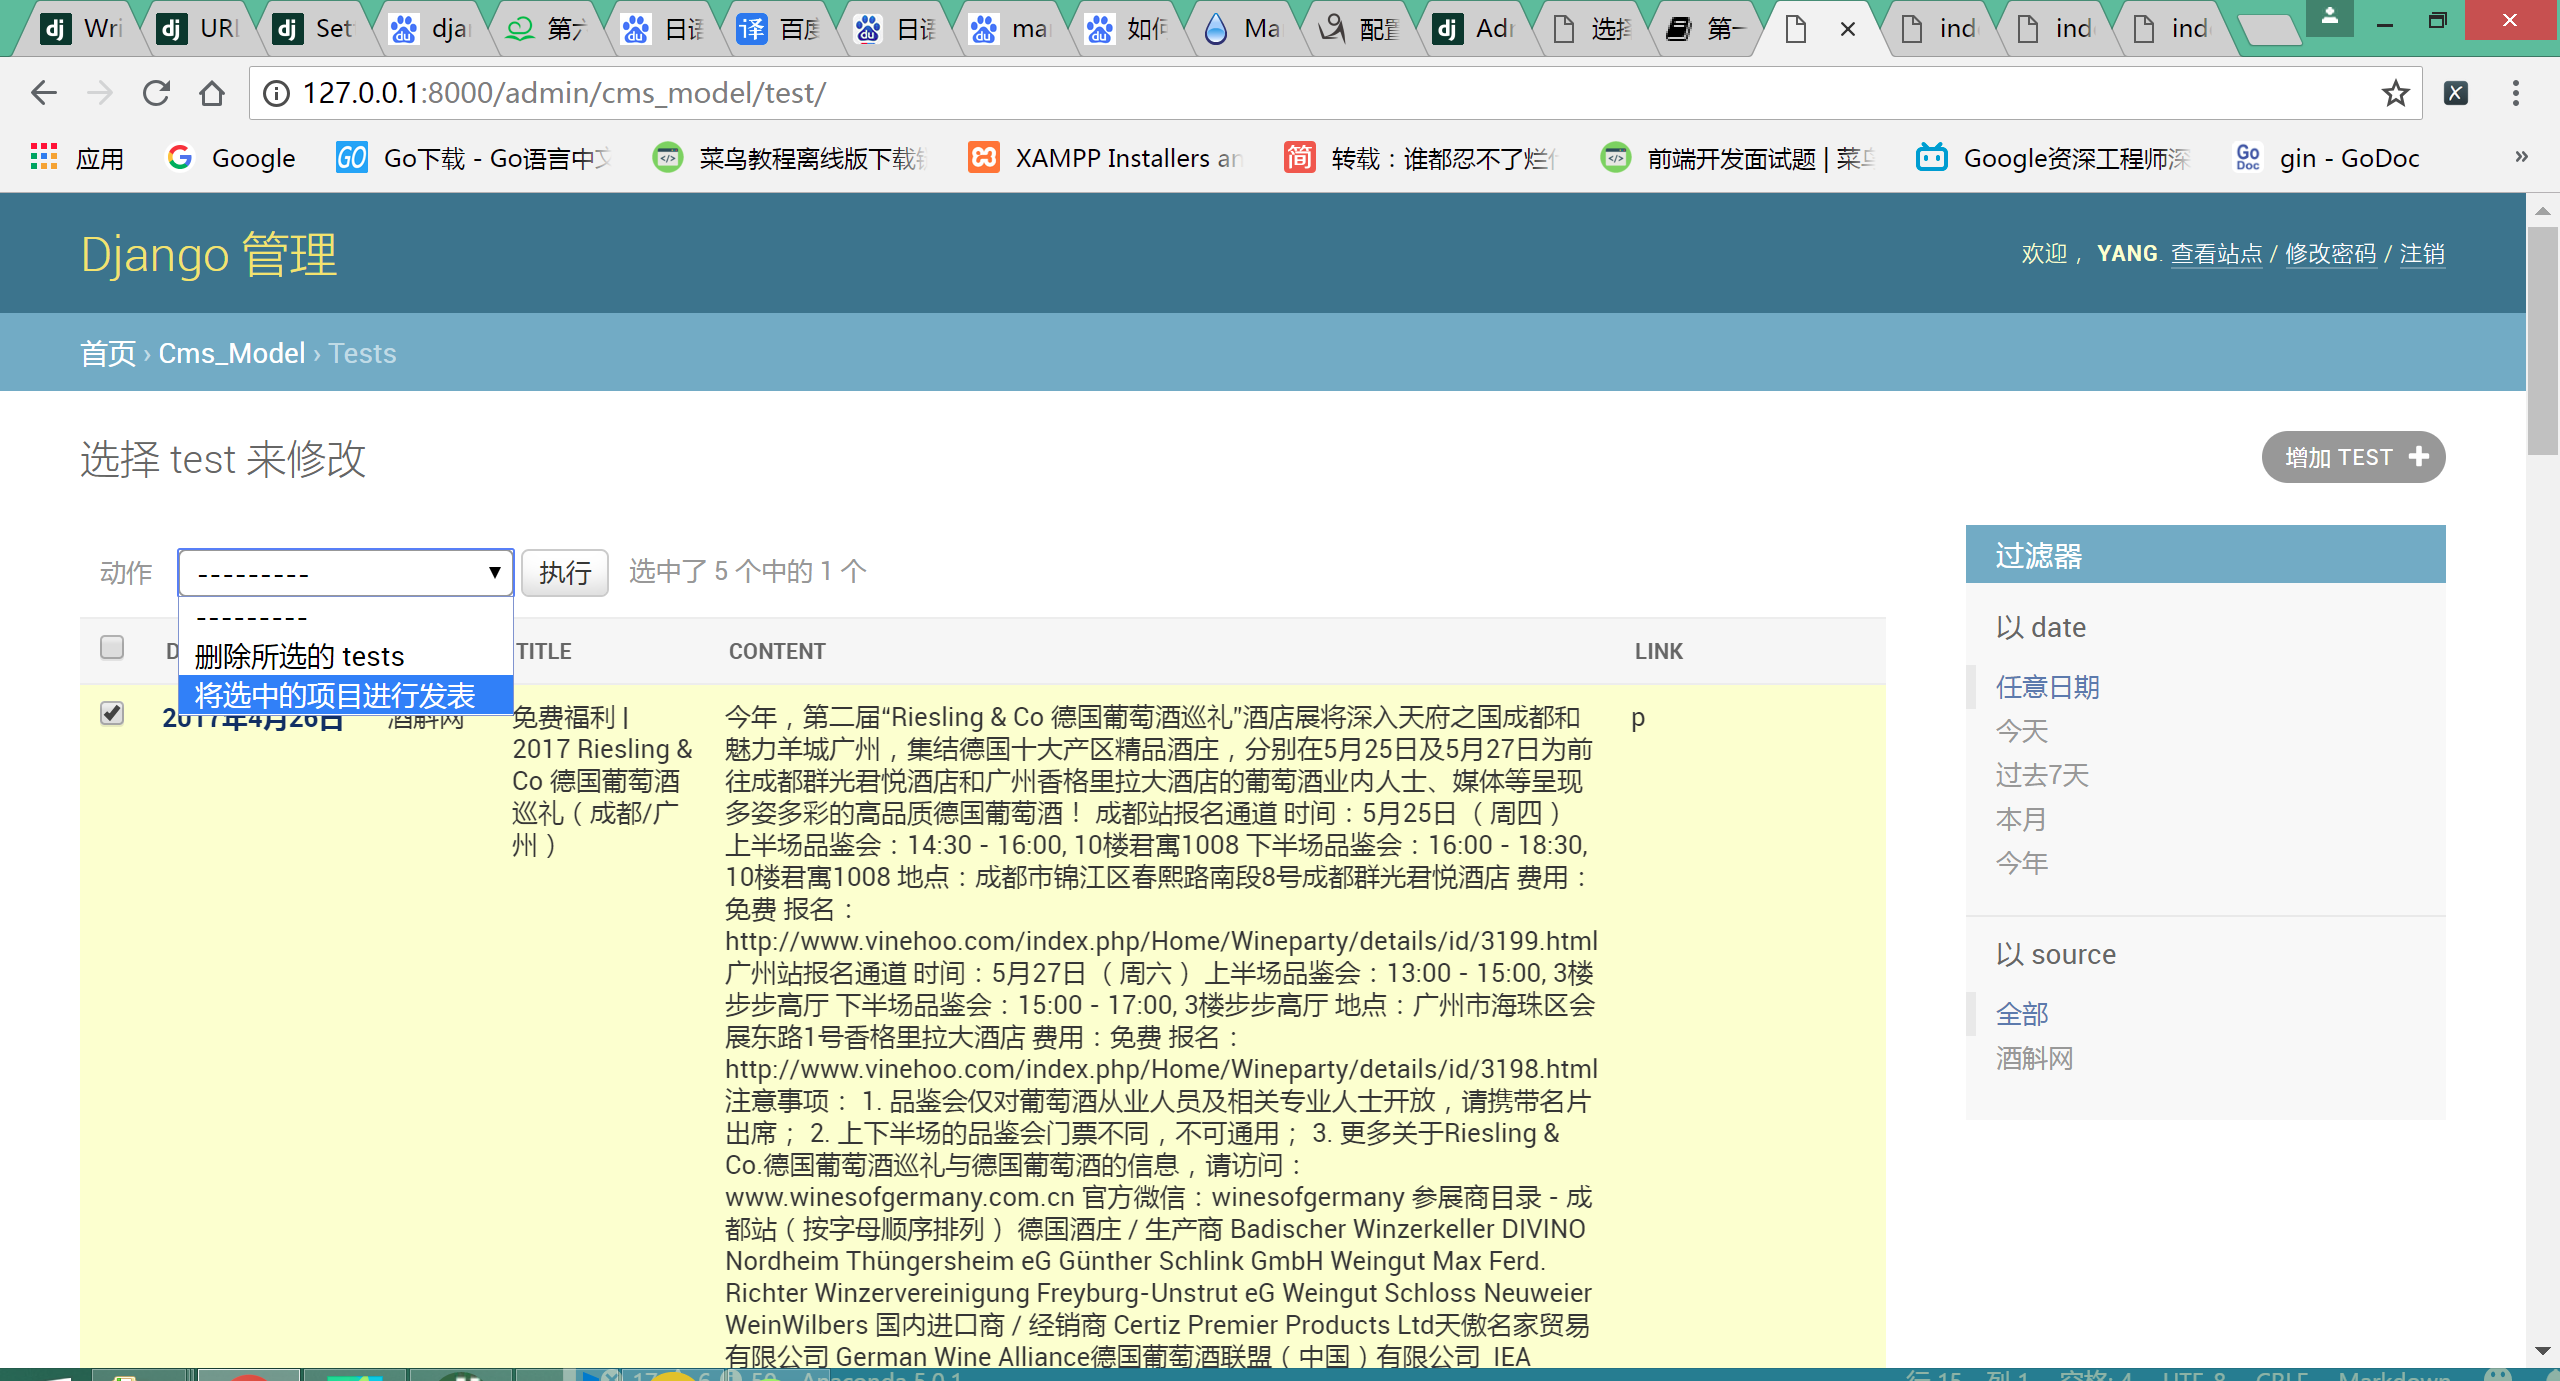 Wri
URL
Set
djan
第六
日语
百度
日语
mar
如何
Ma
配置
Adm
选择
第一
inde
inde
inde
127.0.0.1:8000/admin/cms_model/test/
应用 Google Go下载 - Go语言中文 菜鸟教程离线版下载 XAMPP Installers an 转载：谁都忍不了烂 前端开发面试题 | 菜鸟 Google资深工程师深 gin - GoDoc »
Django 管理
欢迎， YANG. 查看站点 / 修改密码 / 注销
首页 › Cms_Model › Tests
选择 test 来修改
增加 TEST
动作 --------- 执行 选中了 5 个中的 1 个
---------
删除所选的 tests
将选中的项目进行发表
D TITLE CONTENT LINK
2017年4月26日
酒斛网
免费福利 |
2017 Riesling &
Co 德国葡萄酒
巡礼（成都/广
州）
今年，第二届“Riesling & Co 德国葡萄酒巡礼”酒店展将深入天府之国成都和
魅力羊城广州，集结德国十大产区精品酒庄，分别在5月25日及5月27日为前
往成都群光君悦酒店和广州香格里拉大酒店的葡萄酒业内人士、媒体等呈现
多姿多彩的高品质德国葡萄酒！ 成都站报名通道 时间：5月25日（周四）
上半场品鉴会：14:30 - 16:00, 10楼君寓1008 下半场品鉴会：16:00 - 18:30,
10楼君寓1008 地点：成都市锦江区春熙路南段8号成都群光君悦酒店 费用：
免费 报名：
http://www.vinehoo.com/index.php/Home/Wineparty/details/id/3199.html
广州站报名通道 时间：5月27日（周六） 上半场品鉴会：13:00 - 15:00, 3楼
步步高厅 下半场品鉴会：15:00 - 17:00, 3楼步步高厅 地点：广州市海珠区会
展东路1号香格里拉大酒店 费用：免费 报名：
http://www.vinehoo.com/index.php/Home/Wineparty/details/id/3198.html
注意事项： 1. 品鉴会仅对葡萄酒从业人员及相关专业人士开放，请携带名片
出席； 2. 上下半场的品鉴会门票不同，不可通用； 3. 更多关于Riesling &
Co.德国葡萄酒巡礼与德国葡萄酒的信息，请访问：
www.winesofgermany.com.cn 官方微信：winesofgermany 参展商目录 - 成
都站（按字母顺序排列） 德国酒庄 / 生产商 Badischer Winzerkeller DIVINO
Nordheim Thüngersheim eG Günther Schlink GmbH Weingut Max Ferd.
Richter Winzervereinigung Freyburg-Unstrut eG Weingut Schloss Neuweier
WeinWilbers 国内进口商 / 经销商 Certiz Premier Products Ltd天傲名家贸易
有限公司 German Wine Alliance德国葡萄酒联盟（中国）有限公司 IEA
p
过滤器
以 date
任意日期
今天
过去7天
本月
今年
以 source
全部
酒斛网